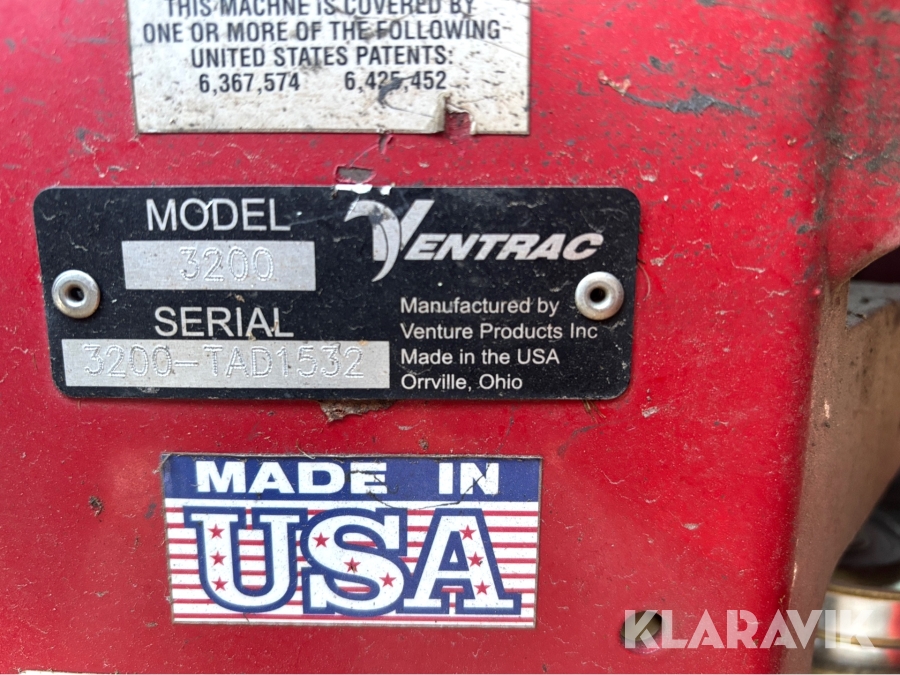 THIS MACHNE IS COVERED BY
ONE OR MORE OF THE FOLLOWING
UNITED STATES PATENTS:
6,367,574 6,425,452
MODEL
3200
VENTRAC
SERIAL
3200-TAD1532
Manufactured by
Venture Products Inc
Made in the USA
Orrville, Ohio
MADE IN
USA
KLARAVIK